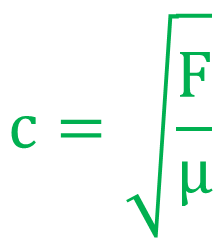 c = √(F/μ)